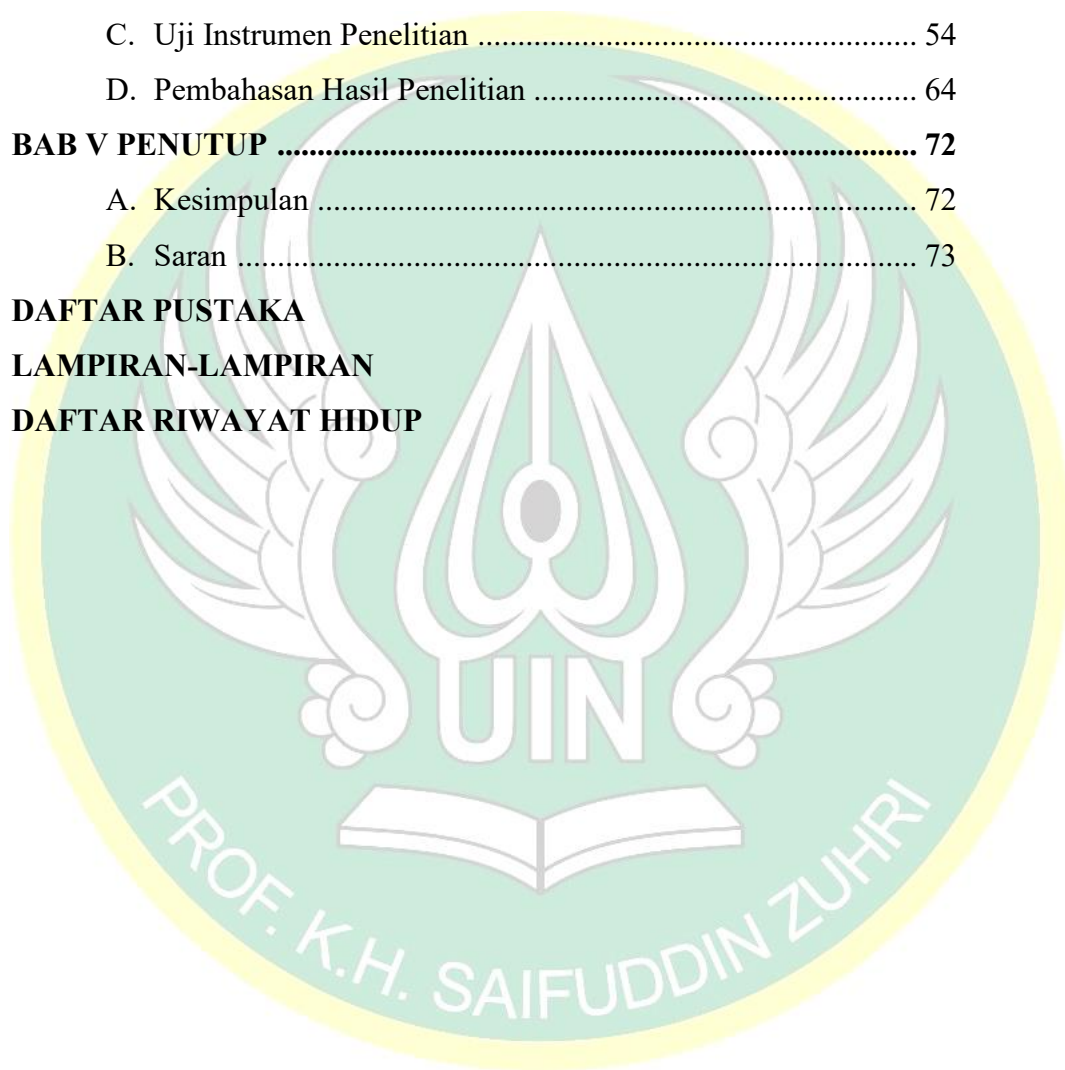 C. Uji Instrumen Penelitian ........................................................ 54
D. Pembahasan Hasil Penelitian ................................................. 64
BAB V PENUTUP .................................................................................. 72
A. Kesimpulan ............................................................................. 72
B. Saran ....................................................................................... 73
DAFTAR PUSTAKA
LAMPIRAN-LAMPIRAN
DAFTAR RIWAYAT HIDUP
UIN
PROF. K.H. SAIFUDDIN ZUHRI